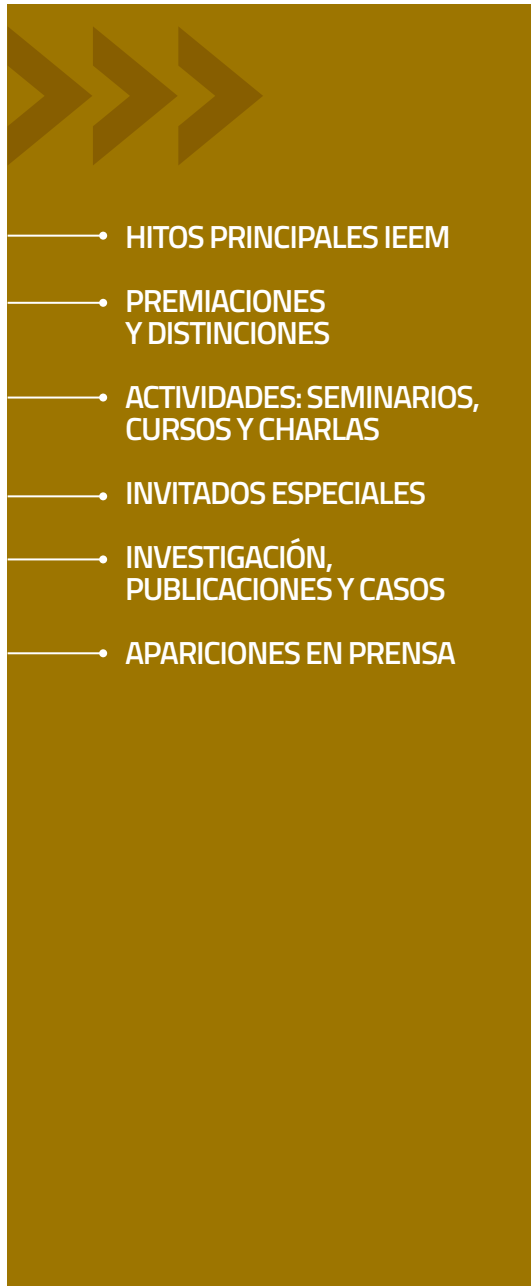 HITOS PRINCIPALES IEEM
PREMIACIONES
Y DISTINCIONES
ACTIVIDADES: SEMINARIOS,
CURSOS Y CHARLAS
INVITADOS ESPECIALES
INVESTIGACIÓN,
PUBLICACIONES Y CASOS
APARICIONES EN PRENSA